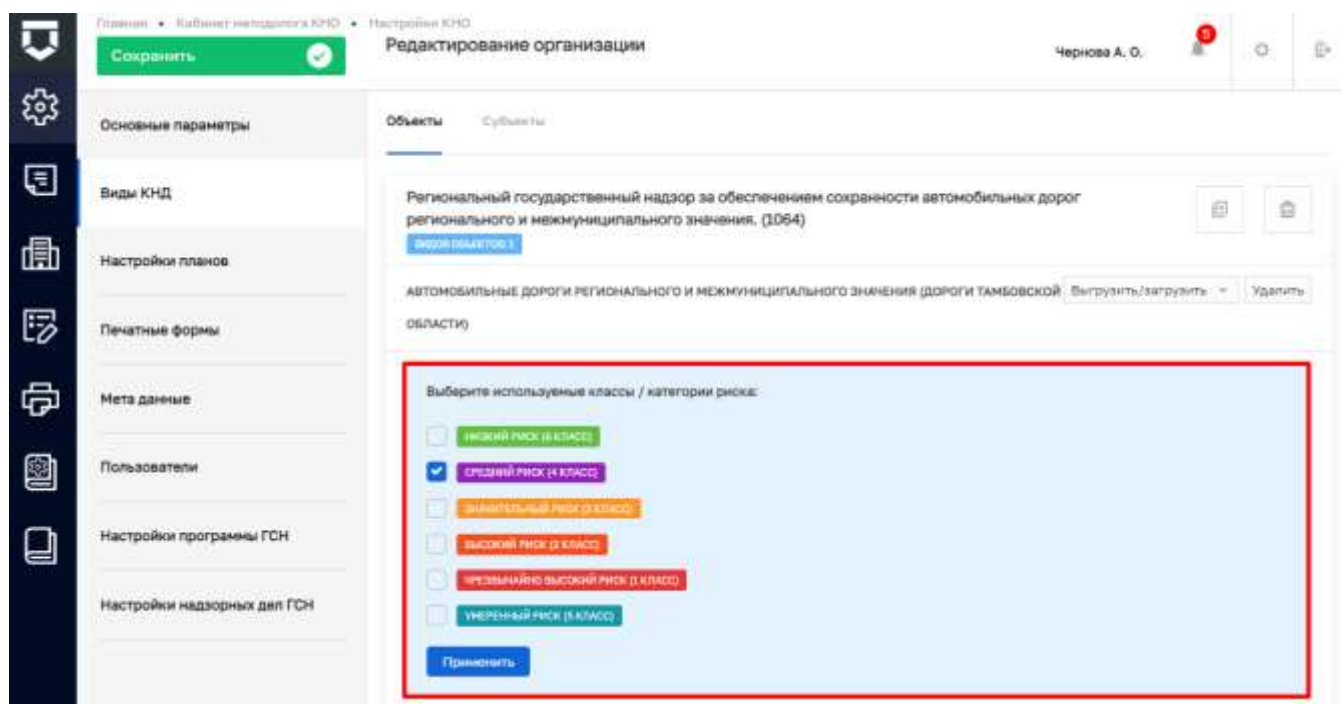 Главная • Кабинет методолога КНО • Настройки КНО
Сохранить
Редактирование организации
Чернова А. О.
5
Основные параметры
Виды КНД
Настройки планов
Печатные формы
Мета данные
Пользователи
Настройки программы ГСН
Настройки надзорных дел ГСН
Объекты
Субъекты
Региональный государственный надзор за обеспечением сохранности автомобильных дорог
регионального и межмуниципального значения. (1064)
ВИДОВ ОБЪЕКТОВ: 1
АВТОМОБИЛЬНЫЕ ДОРОГИ РЕГИОНАЛЬНОГО И МЕЖМУНИЦИПАЛЬНОГО ЗНАЧЕНИЯ (ДОРОГИ ТАМБОВСКОЙ
ОБЛАСТИ)
Выгрузить/загрузить
Удалить
Выберите используемые классы / категории риска:
НИЗКИЙ РИСК (6 КЛАСС)
СРЕДНИЙ РИСК (4 КЛАСС)
ЗНАЧИТЕЛЬНЫЙ РИСК (3 КЛАСС)
ВЫСОКИЙ РИСК (2 КЛАСС)
ЧРЕЗВЫЧАЙНО ВЫСОКИЙ РИСК (1 КЛАСС)
УМЕРЕННЫЙ РИСК (5 КЛАСС)
Применить